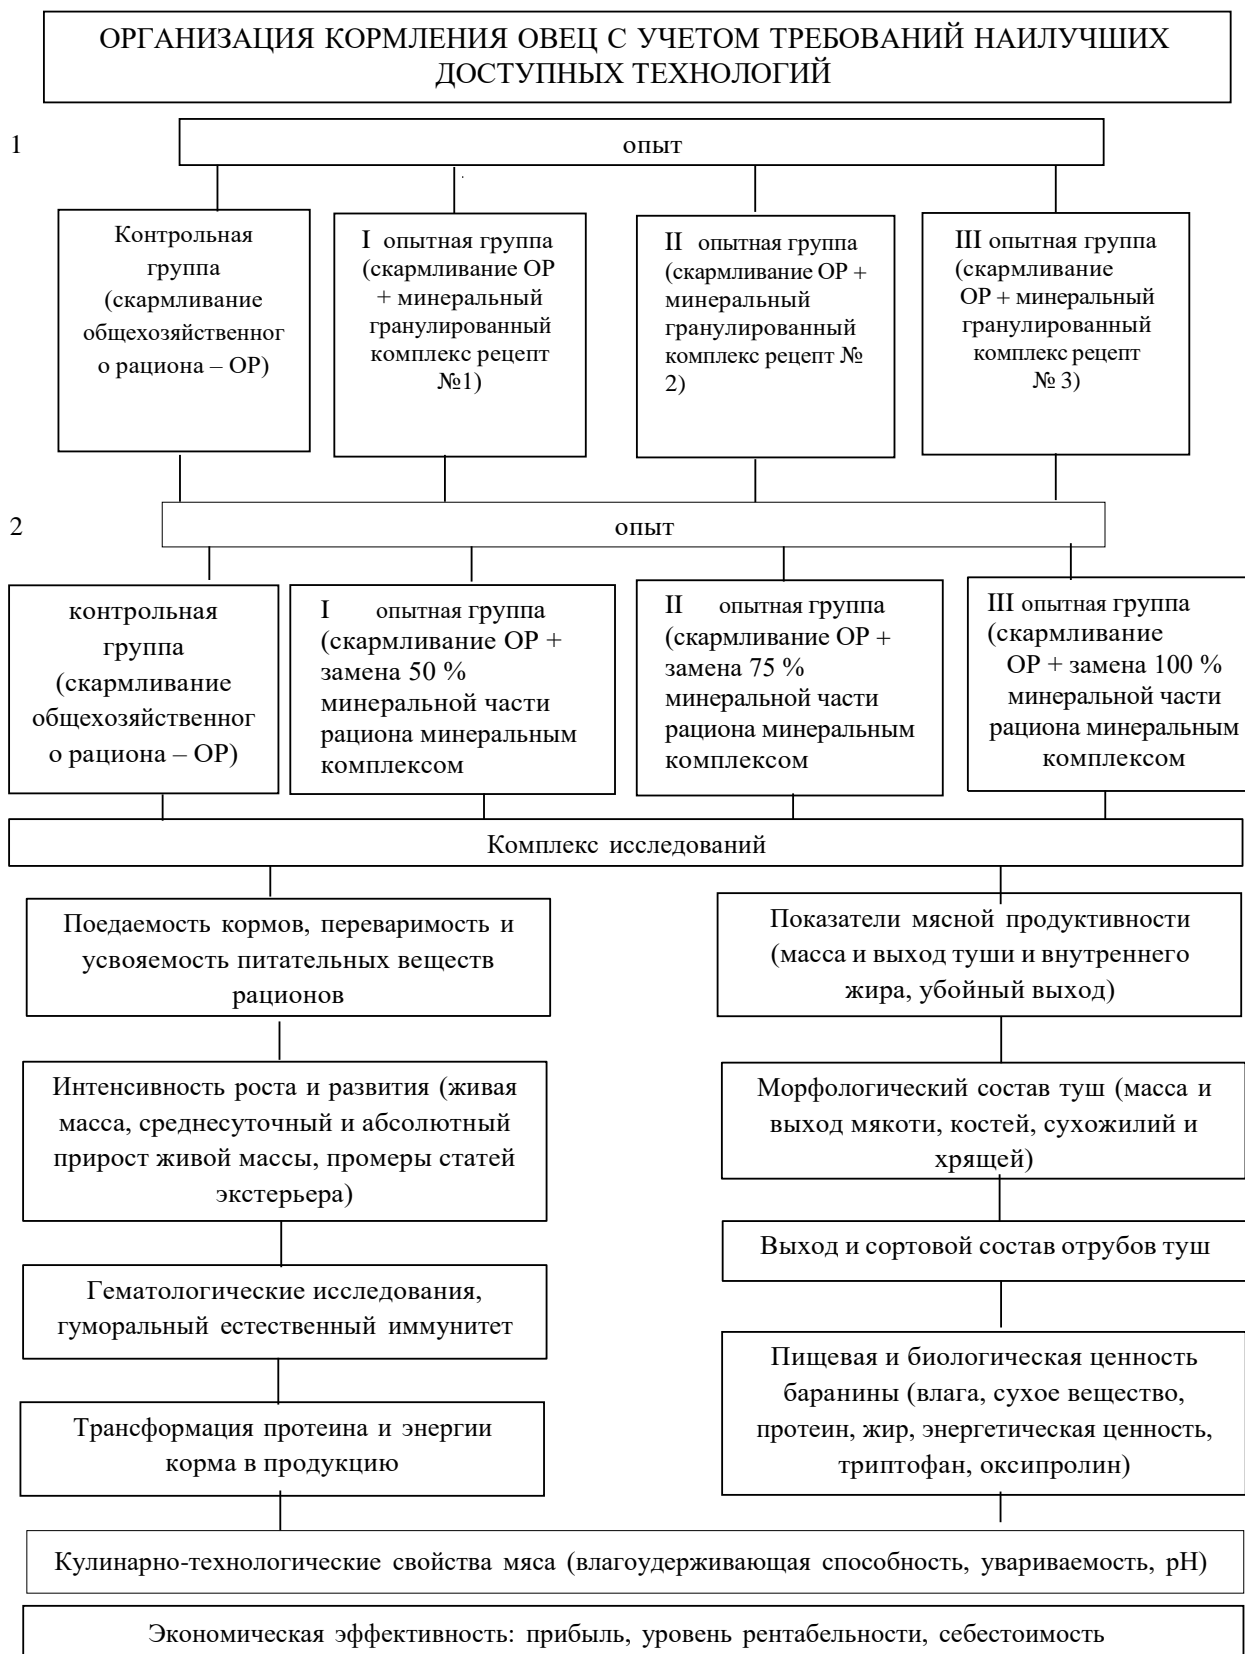 ОРГАНИЗАЦИЯ КОРМЛЕНИЯ ОВЕЦ С УЧЕТОМ ТРЕБОВАНИЙ НАИЛУЧШИХ
ДОСТУПНЫХ ТЕХНОЛОГИЙ
1
опыт
Контрольная
группа
(скармливание
общехозяйственног
о рациона – ОР)
I опытная группа
(скармливание ОР
+ минеральный
гранулированный
комплекс рецепт
№1)
II опытная группа
(скармливание ОР +
минеральный
гранулированный
комплекс рецепт №
2)
III опытная группа
(скармливание
ОР + минеральный
гранулированный
комплекс рецепт
№ 3)
2
опыт
контрольная
группа
(скармливание
общехозяйственног
о рациона – ОР)
I опытная группа
(скармливание ОР +
замена 50 %
минеральной части
рациона минеральным
комплексом
II опытная группа
(скармливание ОР +
замена 75 %
минеральной части
рациона минеральным
комплексом
III опытная группа
(скармливание
ОР + замена 100 %
минеральной части
рациона минеральным
комплексом
Комплекс исследований
Поедаемость кормов, переваримость и
усвояемость питательных веществ
рационов
Интенсивность роста и развития (живая
масса, среднесуточный и абсолютный
прирост живой массы, промеры статей
экстерьера)
Гематологические исследования,
гуморальный естественный иммунитет
Трансформация протеина и энергии
корма в продукцию
Показатели мясной продуктивности
(масса и выход туши и внутреннего
жира, убойный выход)
Морфологический состав туш (масса и
выход мякоти, костей, сухожилий и
хрящей)
Выход и сортовой состав отрубов туш
Пищевая и биологическая ценность
баранины (влага, сухое вещество,
протеин, жир, энергетическая ценность,
триптофан, оксипролин)
Кулинарно-технологические свойства мяса (влагоудерживающая способность, увариваемость, pH)
Экономическая эффективность: прибыль, уровень рентабельности, себестоимость